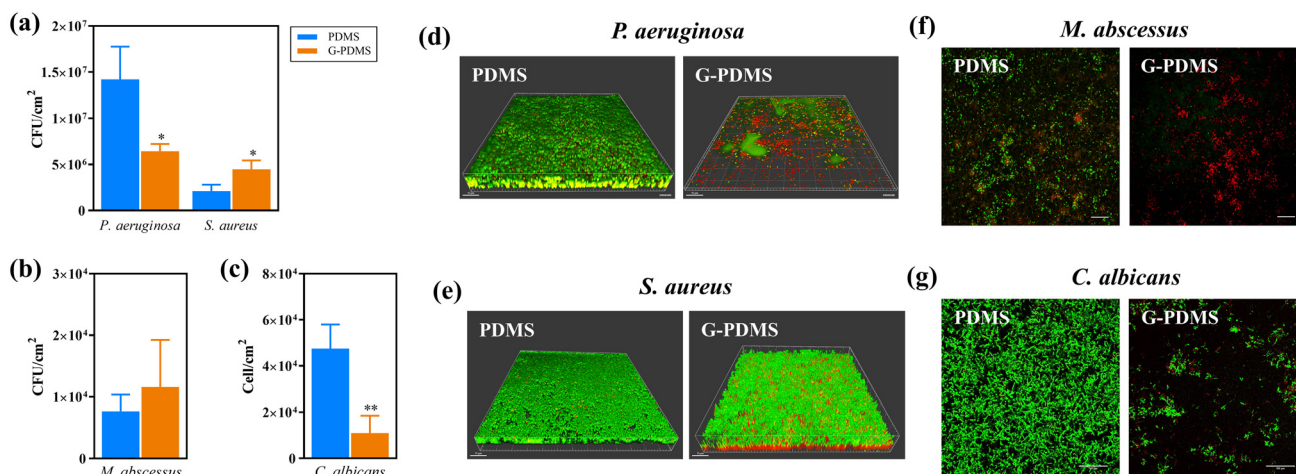 (a)
2×10⁷
1.5×10⁷
1×10⁷
5×10⁶
0
CFU/cm²
PDMS
G-PDMS
*
*
P. aeruginosa
S. aureus
(b)
3×10⁴
2×10⁴
1×10⁴
0
CFU/cm²
M. abscessus
(c)
8×10⁴
6×10⁴
4×10⁴
2×10⁴
0
Cell/cm²
**
C. albicans
(d)
P. aeruginosa
PDMS
G-PDMS
(e)
S. aureus
PDMS
G-PDMS
(f)
M. abscessus
PDMS
G-PDMS
(g)
C. albicans
PDMS
G-PDMS